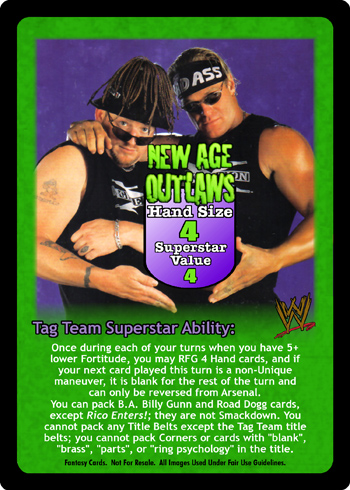 ASS
NEW AGE
OUTLAWS
Hand Size
4
Superstar
Value
4
W
Tag Team Superstar Ability:
Once during each of your turns when you have 5+
lower Fortitude, you may RFG 4 Hand cards, and if
your next card played this turn is a non-Unique
maneuver, it is blank for the rest of the turn and
can only be reversed from Arsenal.
You can pack B.A. Billy Gunn and Road Dogg cards,
except Rico Enters!; they are not Smackdown. You
cannot pack any Title Belts except the Tag Team title
belts; you cannot pack Corners or cards with "blank",
"brass", "parts", or "ring psychology" in the title.
Fantasy Cards. Not For Resale. All Images Used Under Fair Use Guidelines.